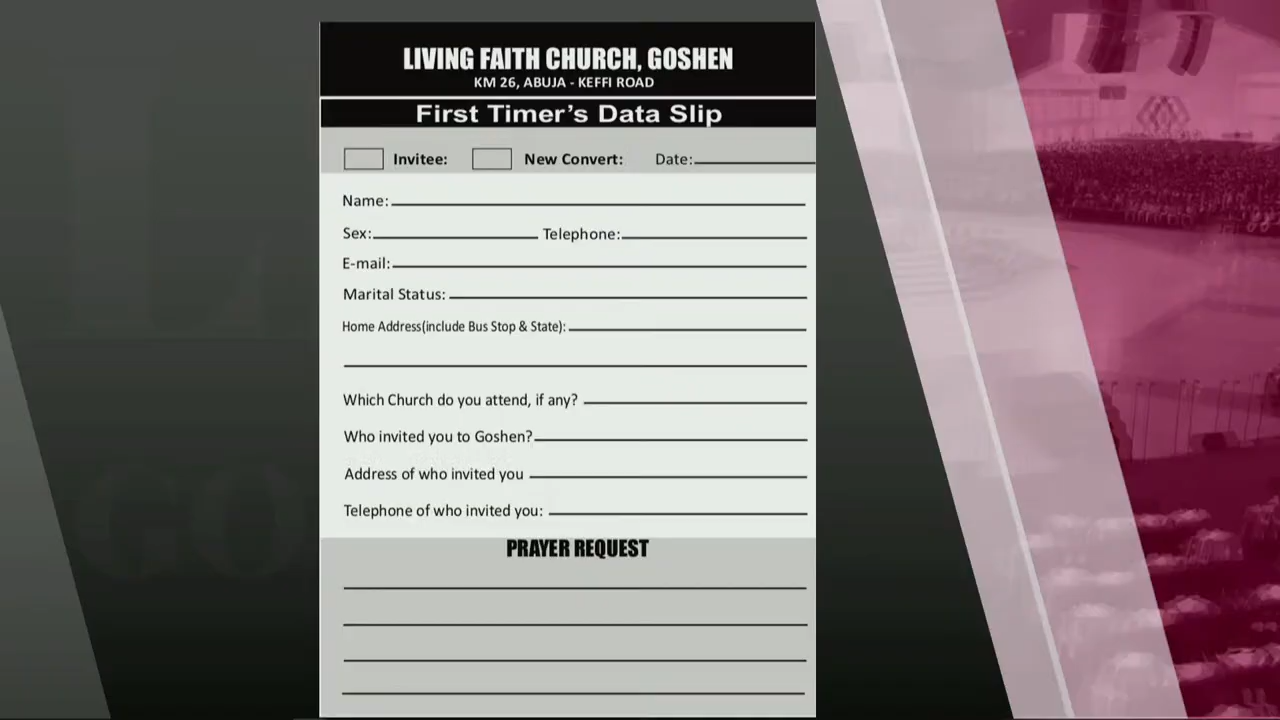 LIVING FAITH CHURCH, GOSHEN
KM 26, ABUJA - KEFFI ROAD
First Timer's Data Slip
Invitee: New Convert: Date:
Name:
Sex: Telephone:
E-mail:
Marital Status:
Home Address(include Bus Stop & State):
Which Church do you attend, if any?
Who invited you to Goshen?
Address of who invited you
Telephone of who invited you:
PRAYER REQUEST